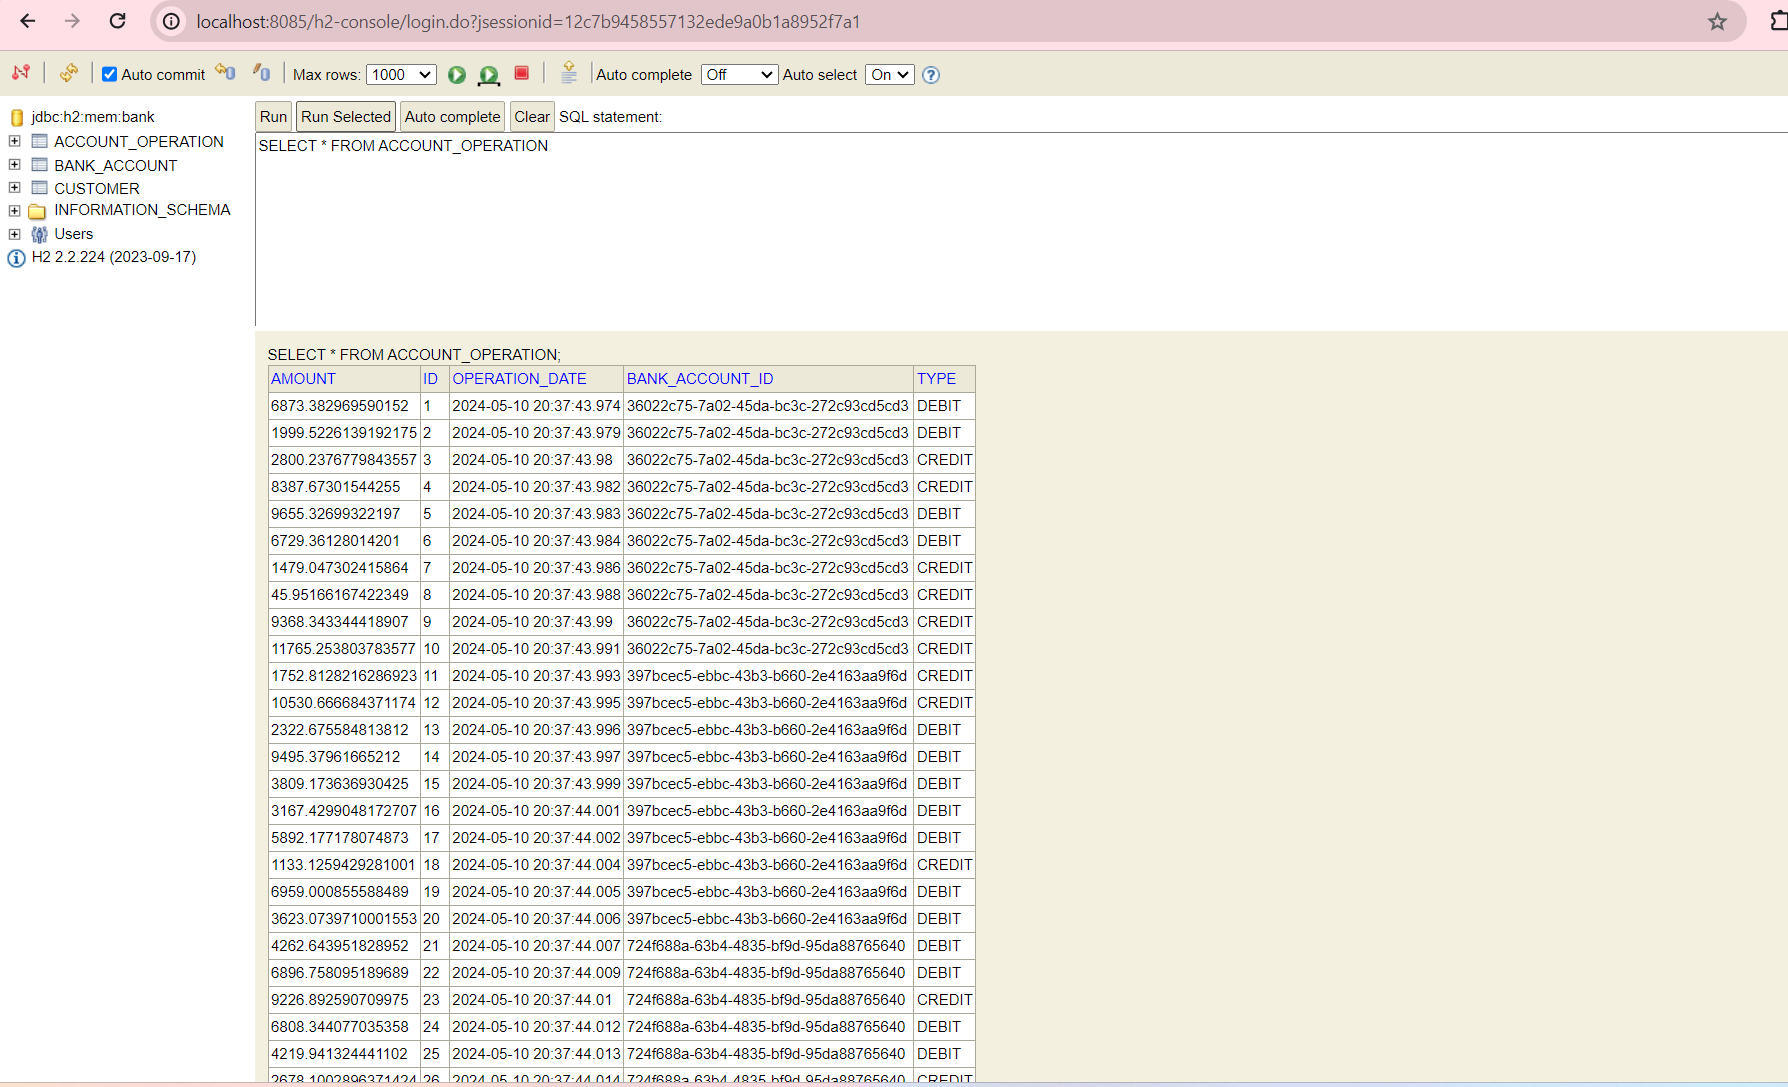 localhost:8085/h2-console/login.do?jsessionid=12c7b9458557132ede9a0b1a8952f7a1
Auto commit Max rows: 1000 Auto complete Off Auto select On
jdbc:h2:mem:bank
ACCOUNT_OPERATION
BANK_ACCOUNT
CUSTOMER
INFORMATION_SCHEMA
Users
H2 2.2.224 (2023-09-17)
Run Run Selected Auto complete Clear SQL statement:
SELECT * FROM ACCOUNT_OPERATION
SELECT * FROM ACCOUNT_OPERATION;
AMOUNT ID OPERATION_DATE BANK_ACCOUNT_ID TYPE
6873.382969590152 1 2024-05-10 20:37:43.974 36022c75-7a02-45da-bc3c-272c93cd5cd3 DEBIT
1999.5226139192175 2 2024-05-10 20:37:43.979 36022c75-7a02-45da-bc3c-272c93cd5cd3 DEBIT
2800.2376779843557 3 2024-05-10 20:37:43.98 36022c75-7a02-45da-bc3c-272c93cd5cd3 CREDIT
8387.67301544255 4 2024-05-10 20:37:43.982 36022c75-7a02-45da-bc3c-272c93cd5cd3 CREDIT
9655.32699322197 5 2024-05-10 20:37:43.983 36022c75-7a02-45da-bc3c-272c93cd5cd3 DEBIT
6729.36128014201 6 2024-05-10 20:37:43.984 36022c75-7a02-45da-bc3c-272c93cd5cd3 DEBIT
1479.047302415864 7 2024-05-10 20:37:43.986 36022c75-7a02-45da-bc3c-272c93cd5cd3 CREDIT
45.95166167422349 8 2024-05-10 20:37:43.988 36022c75-7a02-45da-bc3c-272c93cd5cd3 CREDIT
9368.343344418907 9 2024-05-10 20:37:43.99 36022c75-7a02-45da-bc3c-272c93cd5cd3 CREDIT
11765.253803783577 10 2024-05-10 20:37:43.991 36022c75-7a02-45da-bc3c-272c93cd5cd3 CREDIT
1752.8128216286923 11 2024-05-10 20:37:43.993 397bcec5-ebbc-43b3-b660-2e4163aa9f6d CREDIT
10530.666684371174 12 2024-05-10 20:37:43.995 397bcec5-ebbc-43b3-b660-2e4163aa9f6d CREDIT
2322.675584813812 13 2024-05-10 20:37:43.996 397bcec5-ebbc-43b3-b660-2e4163aa9f6d DEBIT
9495.37961665212 14 2024-05-10 20:37:43.997 397bcec5-ebbc-43b3-b660-2e4163aa9f6d DEBIT
3809.173636930425 15 2024-05-10 20:37:43.999 397bcec5-ebbc-43b3-b660-2e4163aa9f6d DEBIT
3167.4299048172707 16 2024-05-10 20:37:44.001 397bcec5-ebbc-43b3-b660-2e4163aa9f6d DEBIT
5892.177178074873 17 2024-05-10 20:37:44.002 397bcec5-ebbc-43b3-b660-2e4163aa9f6d DEBIT
1133.1259429281001 18 2024-05-10 20:37:44.004 397bcec5-ebbc-43b3-b660-2e4163aa9f6d CREDIT
6959.000855588489 19 2024-05-10 20:37:44.005 397bcec5-ebbc-43b3-b660-2e4163aa9f6d DEBIT
3623.0739710001553 20 2024-05-10 20:37:44.006 397bcec5-ebbc-43b3-b660-2e4163aa9f6d DEBIT
4262.643951828952 21 2024-05-10 20:37:44.007 724f688a-63b4-4835-bf9d-95da88765640 DEBIT
6896.758095189689 22 2024-05-10 20:37:44.009 724f688a-63b4-4835-bf9d-95da88765640 DEBIT
9226.892590709975 23 2024-05-10 20:37:44.01 724f688a-63b4-4835-bf9d-95da88765640 CREDIT
6808.344077035358 24 2024-05-10 20:37:44.012 724f688a-63b4-4835-bf9d-95da88765640 DEBIT
4219.941324441102 25 2024-05-10 20:37:44.013 724f688a-63b4-4835-bf9d-95da88765640 DEBIT
2678.1002896371424 26 2024-05-10 20:37:44.014 724f688a-63b4-4835-bf9d-95da88765640 CREDIT